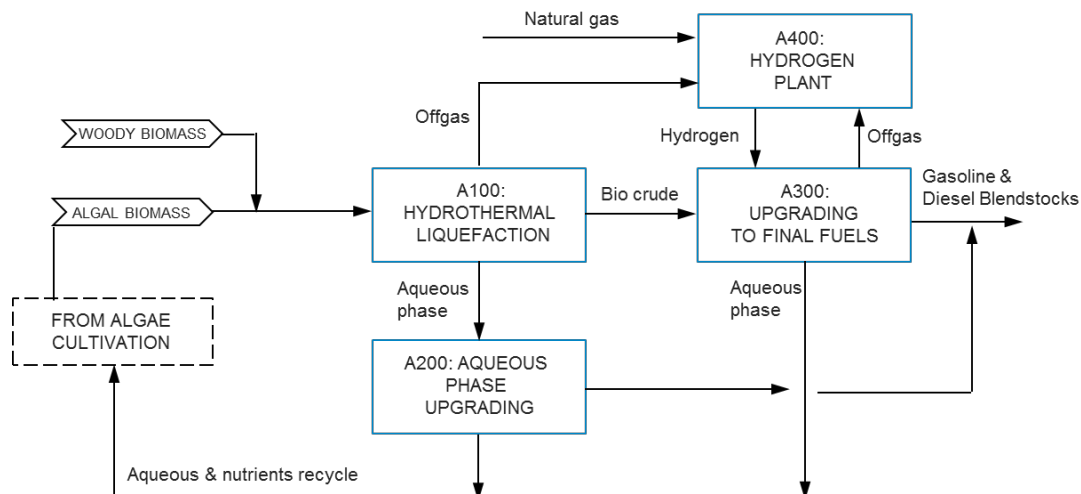 Natural gas
A400:
HYDROGEN
PLANT
Offgas
Hydrogen
Offgas
WOODY BIOMASS
ALGAL BIOMASS
A100:
HYDROTHERMAL
LIQUEFACTION
Bio crude
A300:
UPGRADING
TO FINAL FUELS
Gasoline &
Diesel Blendstocks
Aqueous
phase
Aqueous
phase
FROM ALGAE
CULTIVATION
A200: AQUEOUS
PHASE
UPGRADING
Aqueous & nutrients recycle